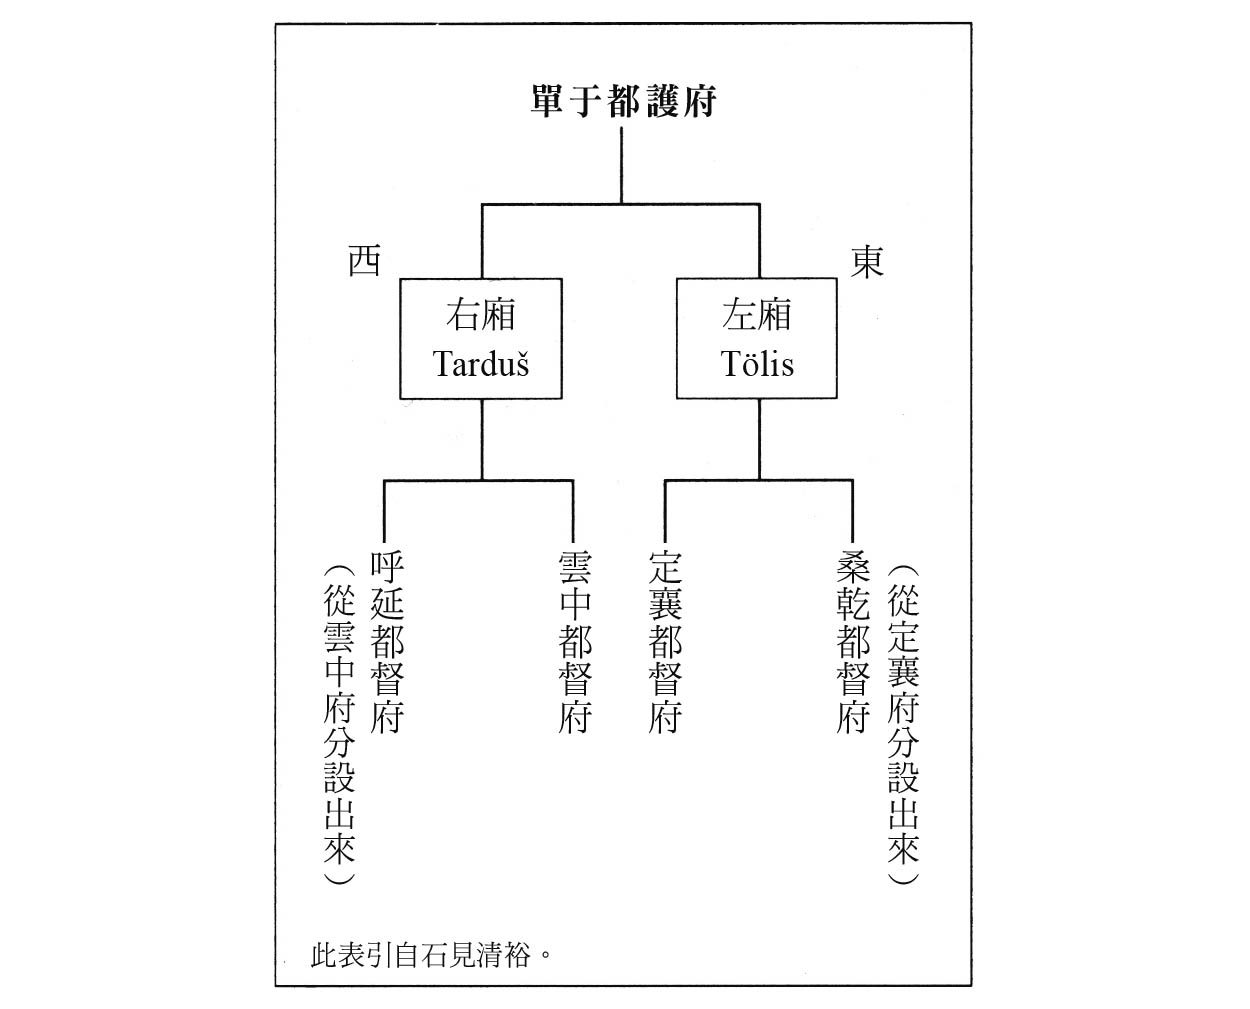 單于都護府
西
東
右廂
Tarduš
左廂
Tölis
呼延都督府
（從雲中府分設出來）
雲中都督府
定襄都督府
桑乾都督府
（從定襄府分設出來）
此表引自石見清裕。